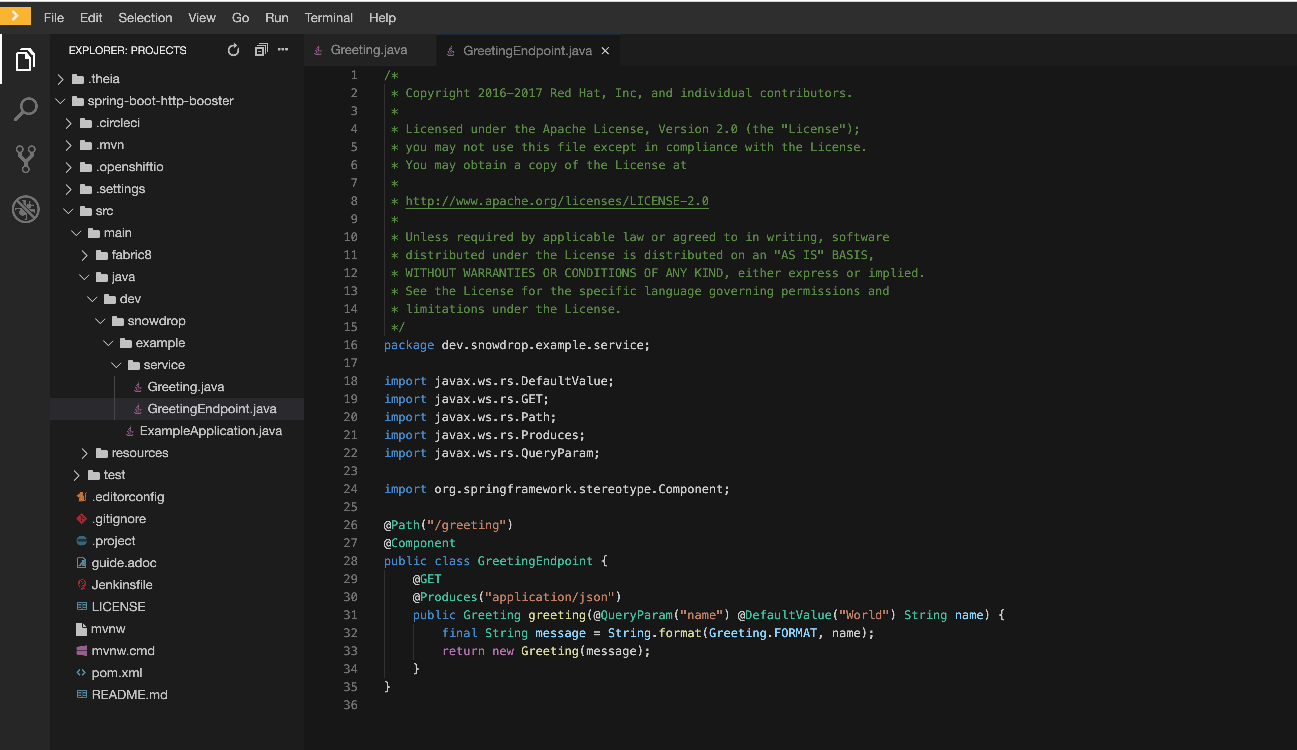 File Edit Selection View Go Run Terminal Help
EXPLORER: PROJECTS
.theia
spring-boot-http-booster
.circleci
.mvn
.openshiftio
.settings
src
main
fabric8
java
dev
snowdrop
example
service
Greeting.java
GreetingEndpoint.java
ExampleApplication.java
resources
test
.editorconfig
.gitignore
.project
guide.adoc
Jenkinsfile
LICENSE
mvnw
mvnw.cmd
pom.xml
README.md
Greeting.java GreetingEndpoint.java
1 /*
2 * Copyright 2016-2017 Red Hat, Inc, and individual contributors.
3 *
4 * Licensed under the Apache License, Version 2.0 (the "License");
5 * you may not use this file except in compliance with the License.
6 * You may obtain a copy of the License at
7 *
8 * http://www.apache.org/licenses/LICENSE-2.0
9 *
10 * Unless required by applicable law or agreed to in writing, software
11 * distributed under the License is distributed on an "AS IS" BASIS,
12 * WITHOUT WARRANTIES OR CONDITIONS OF ANY KIND, either express or implied.
13 * See the License for the specific language governing permissions and
14 * limitations under the License.
15 */
16 package dev.snowdrop.example.service;
17
18 import javax.ws.rs.DefaultValue;
19 import javax.ws.rs.GET;
20 import javax.ws.rs.Path;
21 import javax.ws.rs.Produces;
22 import javax.ws.rs.QueryParam;
23
24 import org.springframework.stereotype.Component;
25
26 @Path("/greeting")
27 @Component
28 public class GreetingEndpoint {
29 @GET
30 @Produces("application/json")
31 public Greeting greeting(@QueryParam("name") @DefaultValue("World") String name) {
32 final String message = String.format(Greeting.FORMAT, name);
33 return new Greeting(message);
34 }
35 }
36